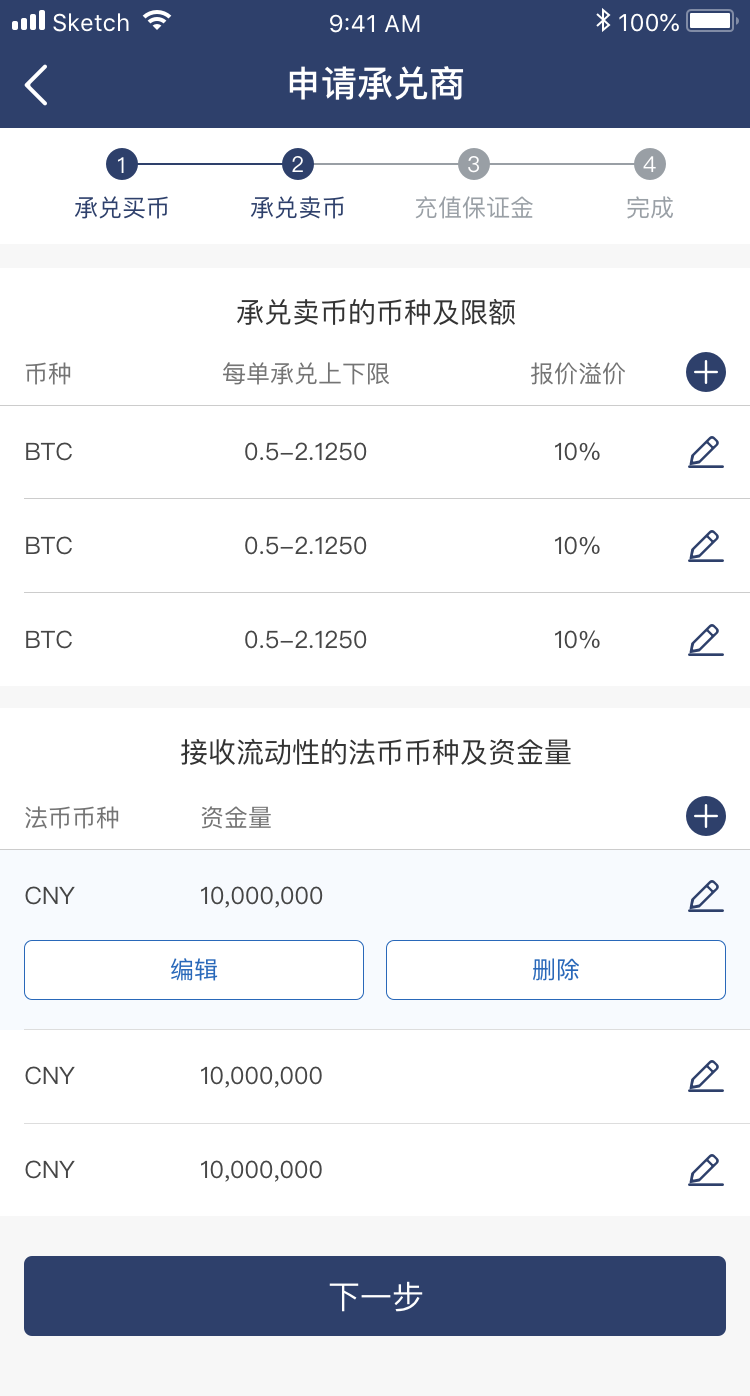 Sketch 9:41 AM 100%
申请承兑商
1 2 3 4
承兑买币 承兑卖币 充值保证金 完成
承兑卖币的币种及限额
币种 每单承兑上下限 报价溢价
BTC 0.5–2.1250 10%
BTC 0.5–2.1250 10%
BTC 0.5–2.1250 10%
接收流动性的法币币种及资金量
法币币种 资金量
CNY 10,000,000
编辑 删除
CNY 10,000,000
CNY 10,000,000
下一步